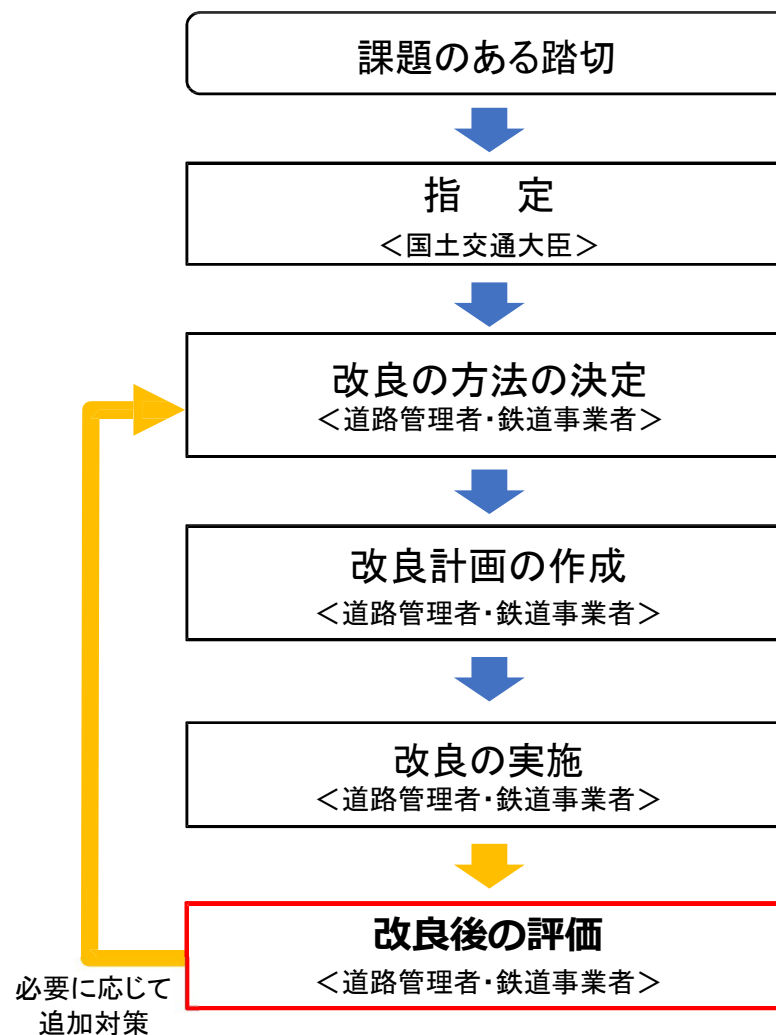 課題のある踏切
指　定
＜国土交通大臣＞
改良の方法の決定
＜道路管理者・鉄道事業者＞
改良計画の作成
＜道路管理者・鉄道事業者＞
改良の実施
＜道路管理者・鉄道事業者＞
改良後の評価
＜道路管理者・鉄道事業者＞
必要に応じて
追加対策